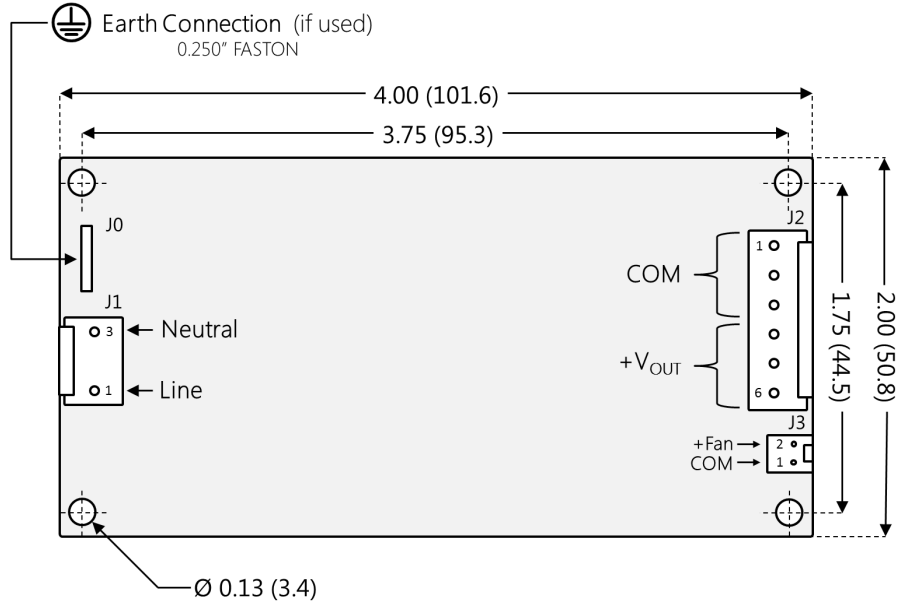 Earth Connection (if used)
0.250" FASTON
4.00 (101.6)
3.75 (95.3)
J0
J2
1
COM
J1
3
Neutral
+VOUT
1
Line
6
1.75 (44.5)
2.00 (50.8)
J3
+Fan
2
COM
1
Ø 0.13 (3.4)